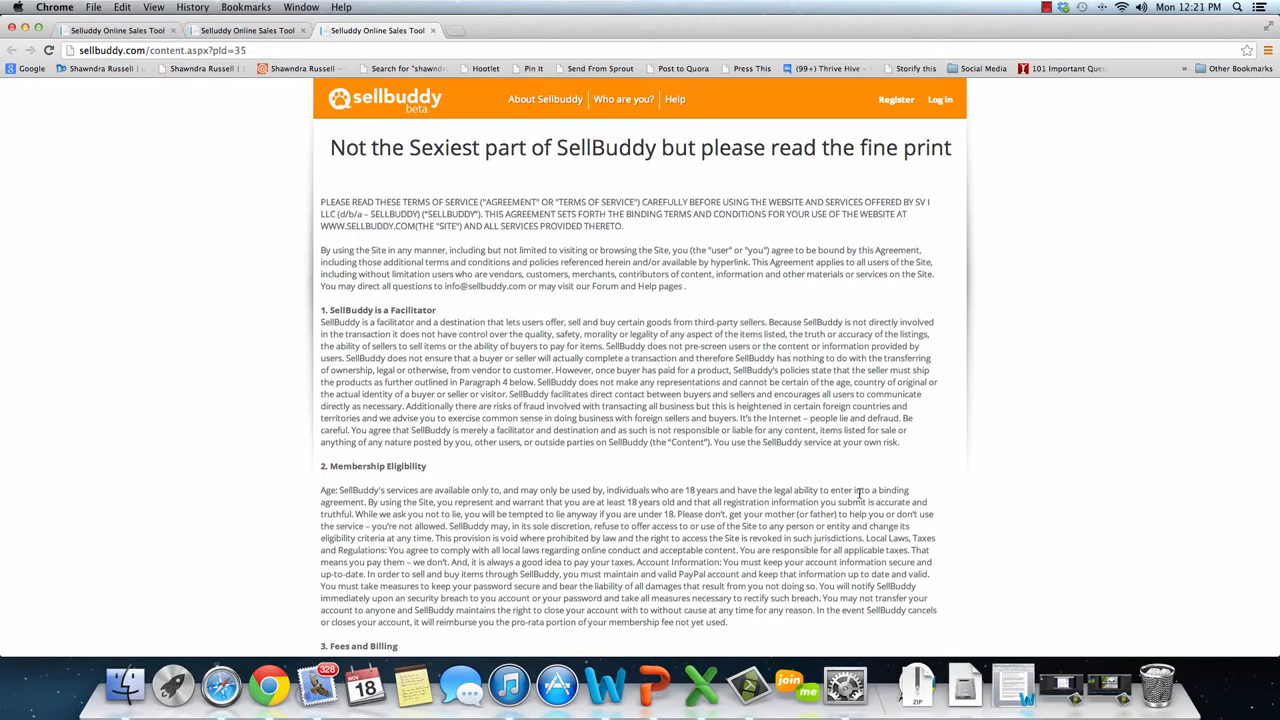 Chrome File Edit View History Bookmarks Window Help Mon 12:21 PM
Sellbuddy Online Sales Tool Sellbuddy Online Sales Tool Sellbuddy Online Sales Tool
sellbuddy.com/content.aspx?pId=35
Google Shawndra Russell | Shawndra Russell | Shawndra Russell Search for "shawnd Hootlet Pin It Send From Sprout Post to Quora Press This (99+) Thrive Hive – Storify this Social Media 101 Important Que » Other Bookmarks
sellbuddy About Sellbuddy Who are you? Help Register Log in
beta
Not the Sexiest part of SellBuddy but please read the fine print
PLEASE READ THESE TERMS OF SERVICE ("AGREEMENT" OR "TERMS OF SERVICE") CAREFULLY BEFORE USING THE WEBSITE AND SERVICES OFFERED BY SV I
LLC (d/b/a – SELLBUDDY) ("SELLBUDDY"). THIS AGREEMENT SETS FORTH THE BINDING TERMS AND CONDITIONS FOR YOUR USE OF THE WEBSITE AT
WWW.SELLBUDDY.COM(THE "SITE") AND ALL SERVICES PROVIDED THERETO.
By using the Site in any manner, including but not limited to visiting or browsing the Site, you (the "user" or "you") agree to be bound by this Agreement,
including those additional terms and conditions and policies referenced herein and/or available by hyperlink. This Agreement applies to all users of the Site,
including without limitation users who are vendors, customers, merchants, contributors of content, information and other materials or services on the Site.
You may direct all questions to info@sellbuddy.com or may visit our Forum and Help pages .
1. SellBuddy is a Facilitator
SellBuddy is a facilitator and a destination that lets users offer, sell and buy certain goods from third-party sellers. Because SellBuddy is not directly involved
in the transaction it does not have control over the quality, safety, morality or legality of any aspect of the items listed, the truth or accuracy of the listings,
the ability of sellers to sell items or the ability of buyers to pay for items. SellBuddy does not pre-screen users or the content or information provided by
users. SellBuddy does not ensure that a buyer or seller will actually complete a transaction and therefore SellBuddy has nothing to do with the transferring
of ownership, legal or otherwise, from vendor to customer. However, once buyer has paid for a product, SellBuddy's policies state that the seller must ship
the products as further outlined in Paragraph 4 below. SellBuddy does not make any representations and cannot be certain of the age, country of original or
the actual identity of a buyer or seller or visitor. SellBuddy facilitates direct contact between buyers and sellers and encourages all users to communicate
directly as necessary. Additionally there are risks of fraud involved with transacting all business but this is heightened in certain foreign countries and
territories and we advise you to exercise common sense in doing business with foreign sellers and buyers. It's the Internet – people lie and defraud. Be
careful. You agree that SellBuddy is merely a facilitator and destination and as such is not responsible or liable for any content, items listed for sale or
anything of any nature posted by you, other users, or outside parties on SellBuddy (the "Content"). You use the SellBuddy service at your own risk.
2. Membership Eligibility
Age: SellBuddy's services are available only to, and may only be used by, individuals who are 18 years and have the legal ability to enter into a binding
agreement. By using the Site, you represent and warrant that you are at least 18 years old and that all registration information you submit is accurate and
truthful. While we ask you not to lie, you will be tempted to lie anyway if you are under 18. Please don't. get your mother (or father) to help you or don't use
the service – you're not allowed. SellBuddy may, in its sole discretion, refuse to offer access to or use of the Site to any person or entity and change its
eligibility criteria at any time. This provision is void where prohibited by law and the right to access the Site is revoked in such jurisdictions. Local Laws, Taxes
and Regulations: You agree to comply with all local laws regarding online conduct and acceptable content. You are responsible for all applicable taxes. That
means you pay them – we don't. And, it is always a good idea to pay your taxes. Account Information: You must keep your account information secure and
up-to-date. In order to sell and buy items through SellBuddy, you must maintain and valid PayPal account and keep that information up to date and valid.
You must take measures to keep your password secure and bear the liability of all damages that result from you not doing so. You will notify SellBuddy
immediately upon an security breach to you account or your password and take all measures necessary to rectify such breach. You may not transfer your
account to anyone and SellBuddy maintains the right to close your account with to without cause at any time for any reason. In the event SellBuddy cancels
or closes your account, it will reimburse you the pro-rata portion of your membership fee not yet used.
3. Fees and Billing
328
NOV
18
join
me
ZIP